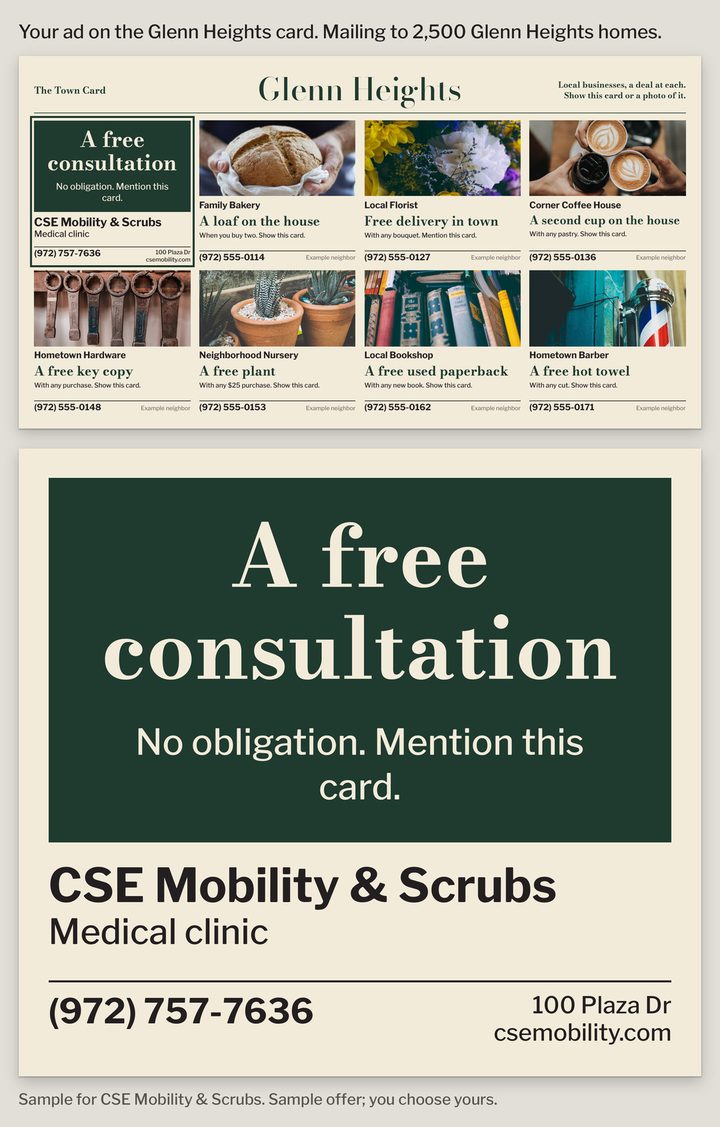 Your ad on the Glenn Heights card. Mailing to 2,500 Glenn Heights homes.
The Town Card
Glenn Heights
Local businesses, a deal at each.
Show this card or a photo of it.
A free
consultation
No obligation. Mention this
card.
CSE Mobility & Scrubs
Medical clinic
(972) 757-7636
100 Plaza Dr
csemobility.com
Family Bakery
A loaf on the house
When you buy two. Show this card.
(972) 555-0114
Example neighbor
Local Florist
Free delivery in town
With any bouquet. Mention this card.
(972) 555-0127
Example neighbor
Corner Coffee House
A second cup on the house
With any pastry. Show this card.
(972) 555-0136
Example neighbor
Hometown Hardware
A free key copy
With any purchase. Show this card.
(972) 555-0148
Example neighbor
Neighborhood Nursery
A free plant
With any $25 purchase. Show this card.
(972) 555-0153
Example neighbor
Local Bookshop
A free used paperback
With any new book. Show this card.
(972) 555-0162
Example neighbor
Hometown Barber
A free hot towel
With any cut. Show this card.
(972) 555-0171
Example neighbor
A free
consultation
No obligation. Mention this
card.
CSE Mobility & Scrubs
Medical clinic
(972) 757-7636
100 Plaza Dr
csemobility.com
Sample for CSE Mobility & Scrubs. Sample offer; you choose yours.